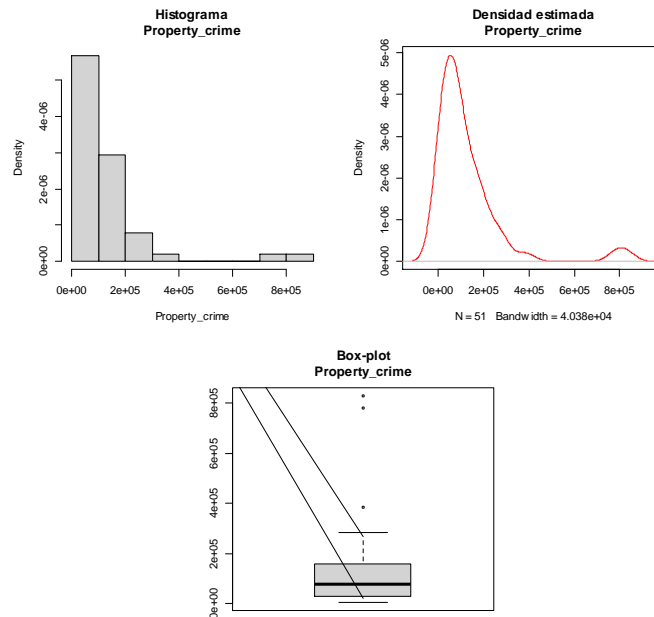 Histograma
Property_crime
Density
0e+00
2e-06
4e-06
0e+00
2e+05
4e+05
6e+05
8e+05
Property_crime
Densidad estimada
Property_crime
Density
0e+00
1e-06
2e-06
3e-06
4e-06
5e-06
0e+00
2e+05
4e+05
6e+05
8e+05
N = 51 Bandwidth = 4.038e+04
Box-plot
Property_crime
0e+00
2e+05
4e+05
6e+05
8e+05